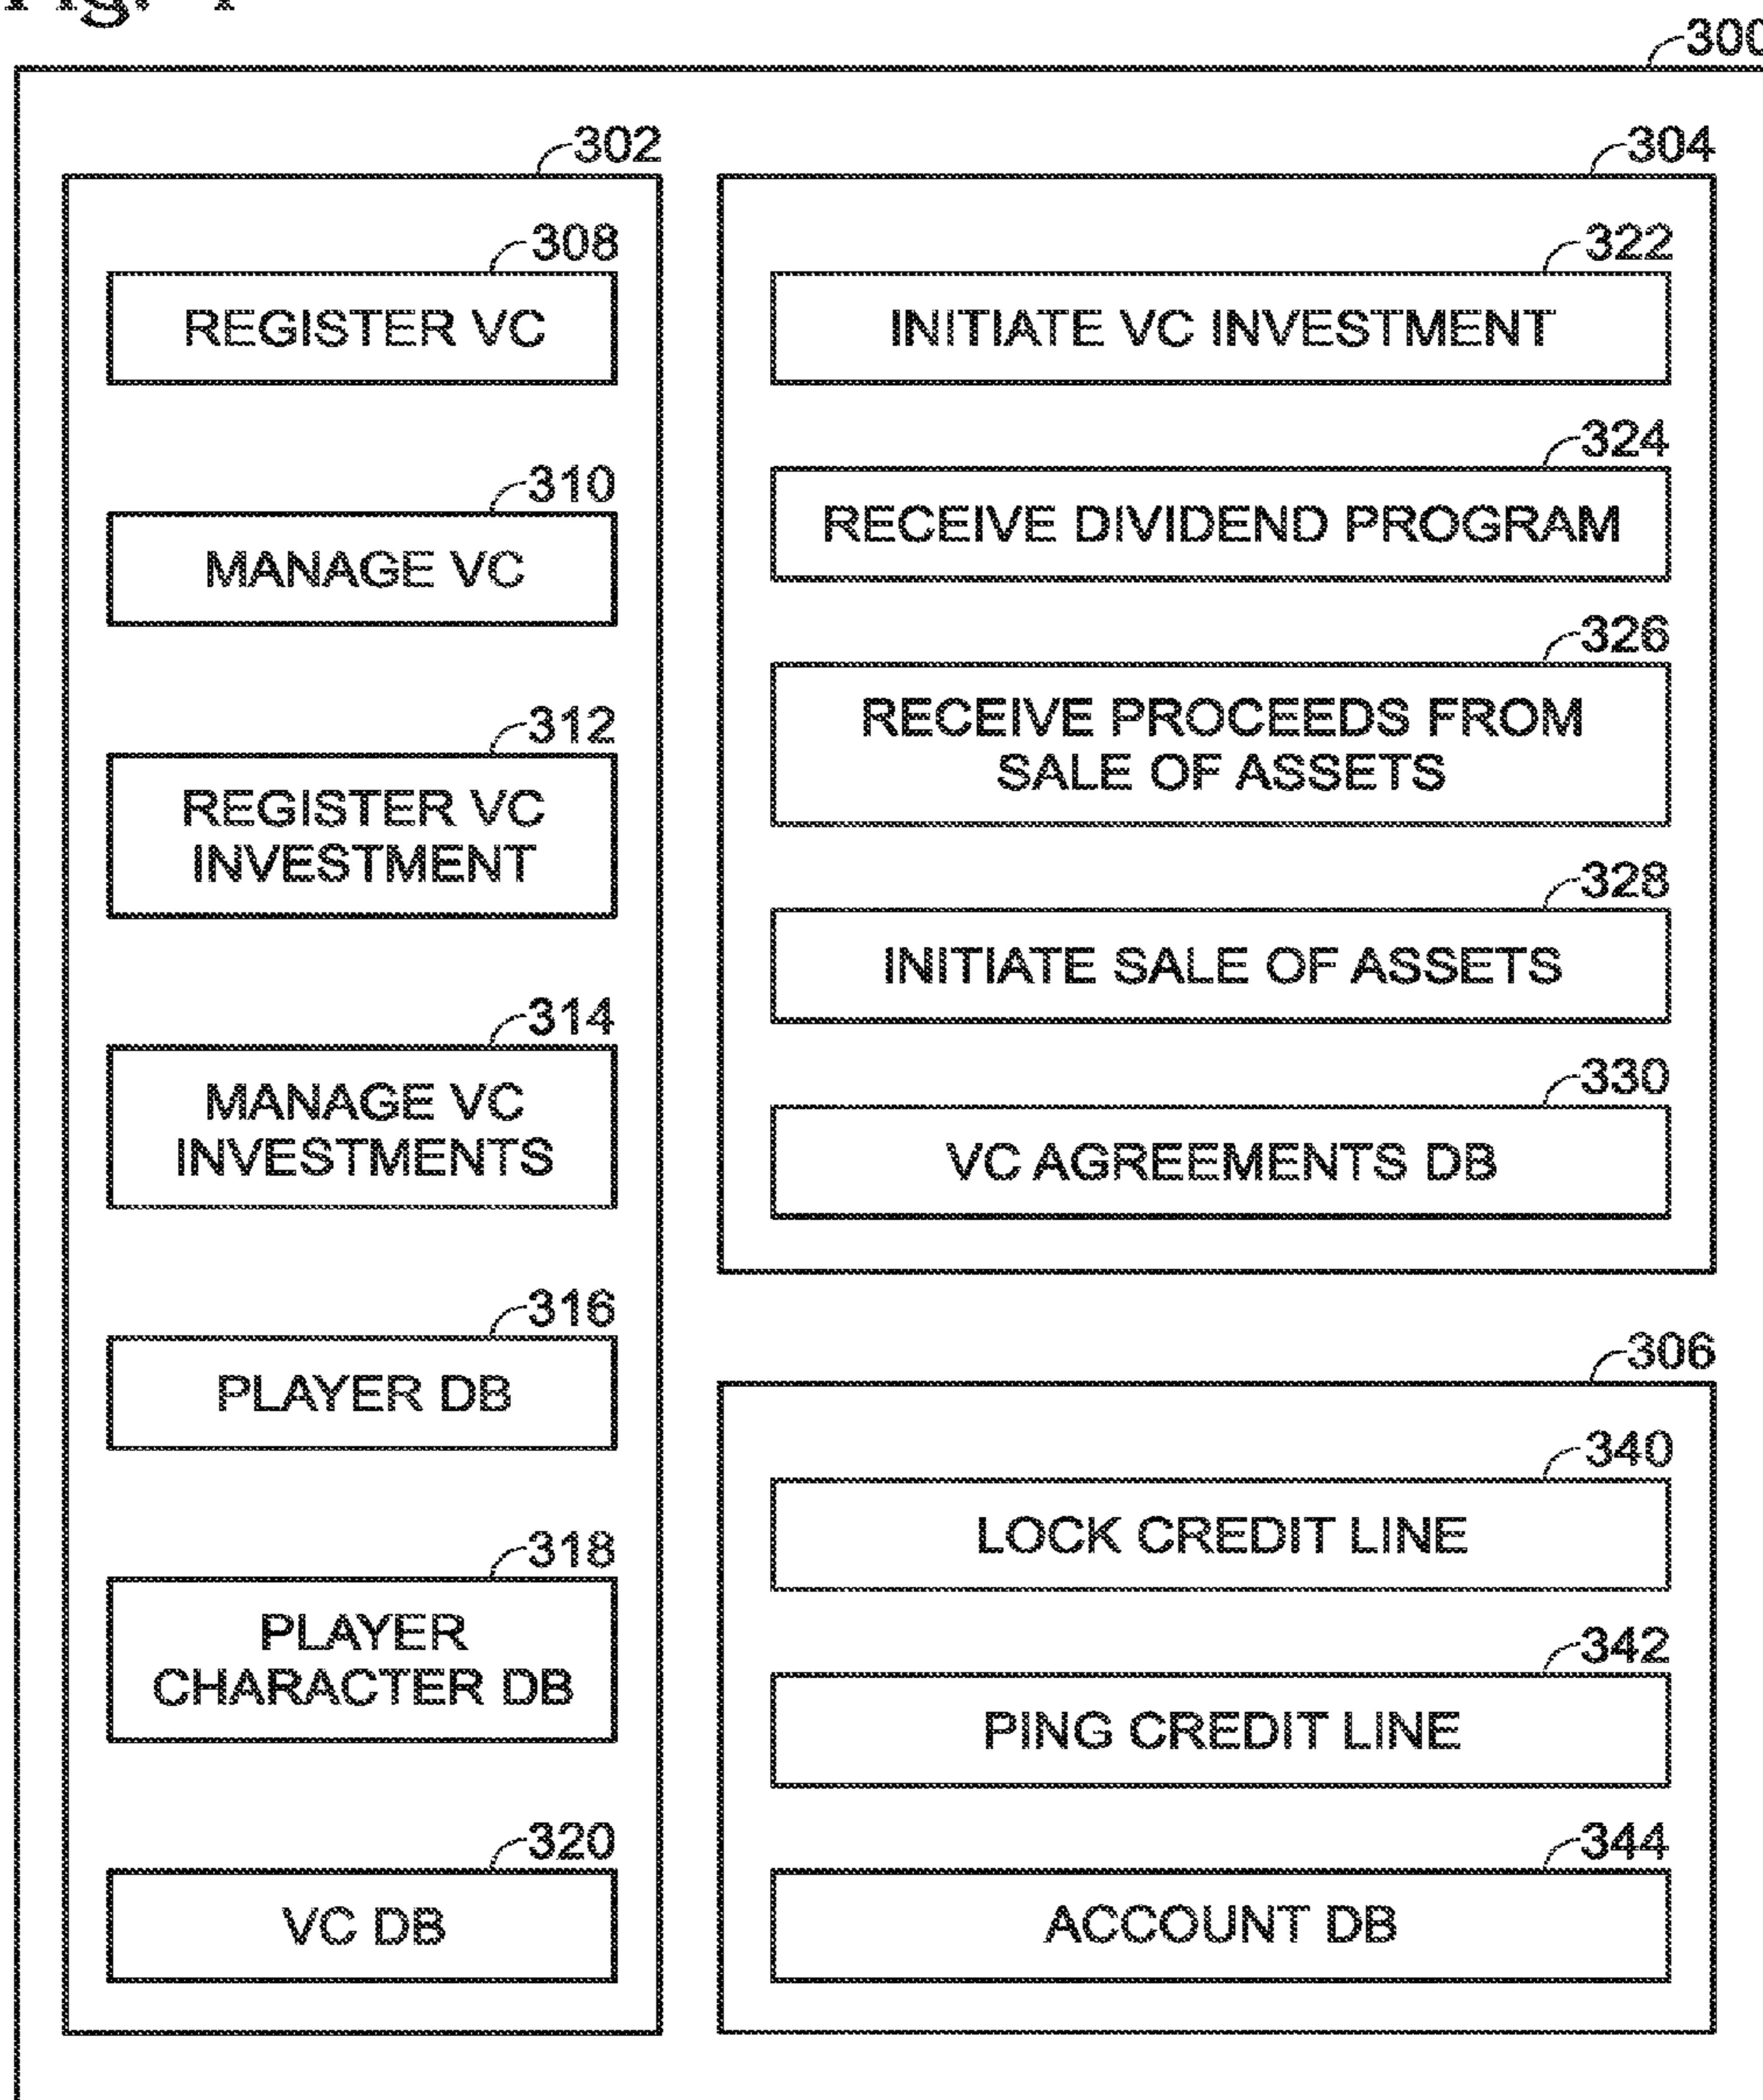 300
302
308
REGISTER VC
310
MANAGE VC
312
REGISTER VC
INVESTMENT
314
MANAGE VC
INVESTMENTS
316
PLAYER DB
318
PLAYER
CHARACTER DB
320
VC DB
304
322
INITIATE VC INVESTMENT
324
RECEIVE DIVIDEND PROGRAM
326
RECEIVE PROCEEDS FROM
SALE OF ASSETS
328
INITIATE SALE OF ASSETS
330
VC AGREEMENTS DB
306
340
LOCK CREDIT LINE
342
PING CREDIT LINE
344
ACCOUNT DB